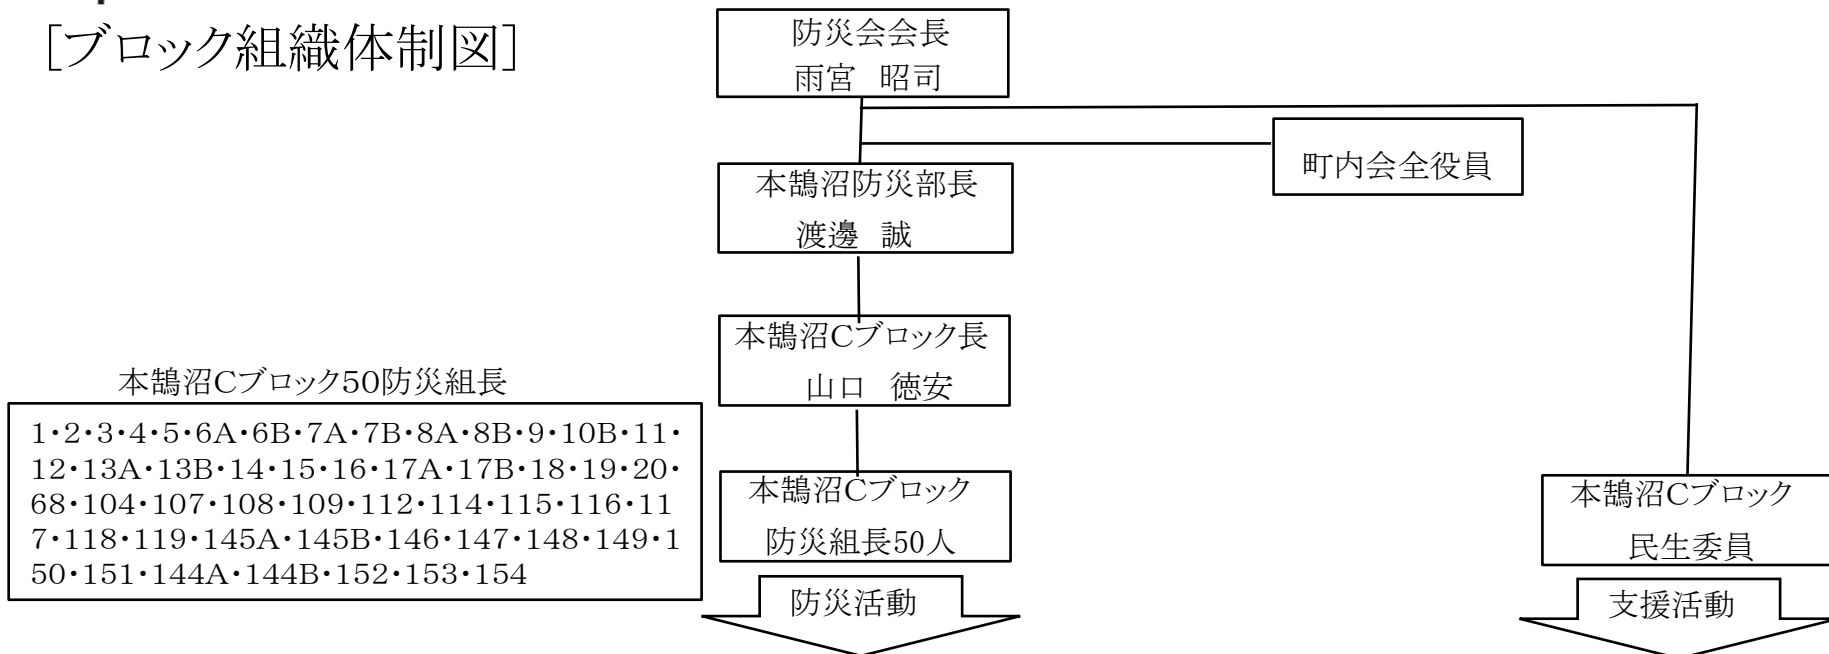 [ブロック組織体制図]
防災会会長
雨宮　昭司
町内会全役員
本鵠沼防災部長
渡邊　誠
本鵠沼Cブロック長
山口　徳安
本鵠沼Cブロック50防災組長
1・2・3・4・5・6A・6B・7A・7B・8A・8B・9・10B・11・
12・13A・13B・14・15・16・17A・17B・18・19・20・
68・104・107・108・109・112・114・115・116・11
7・118・119・145A・145B・146・147・148・149・1
50・151・144A・144B・152・153・154
本鵠沼Cブロック
防災組長50人
防災活動
本鵠沼Cブロック
民生委員
支援活動